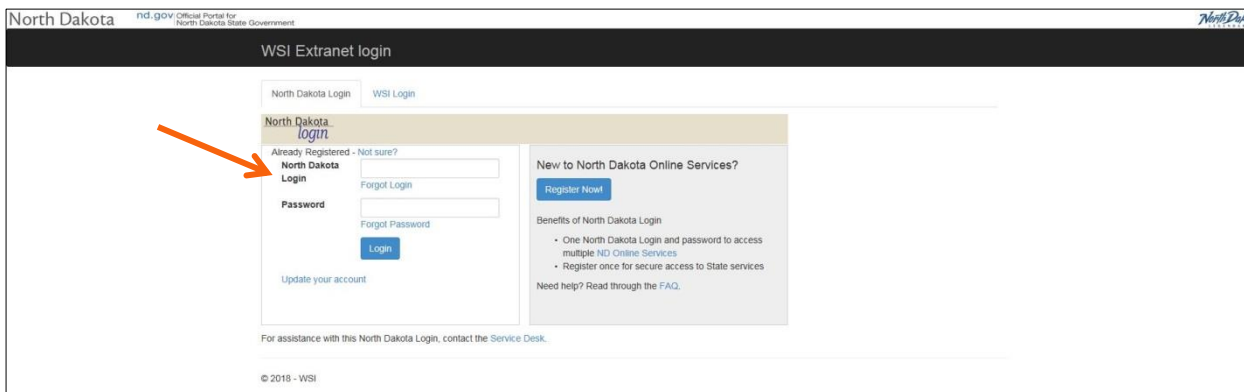 North Dakota nd.gov Official Portal for
North Dakota State Government
WSI Extranet login
North Dakota Login WSI Login
North Dakota
login
Already Registered - Not sure?
North Dakota
Login
Forgot Login
Password
Forgot Password
Login
Update your account
New to North Dakota Online Services?
Register Now!
Benefits of North Dakota Login
• One North Dakota Login and password to access
multiple ND Online Services
• Register once for secure access to State services
Need help? Read through the FAQ.
For assistance with this North Dakota Login, contact the Service Desk.
© 2018 - WSI